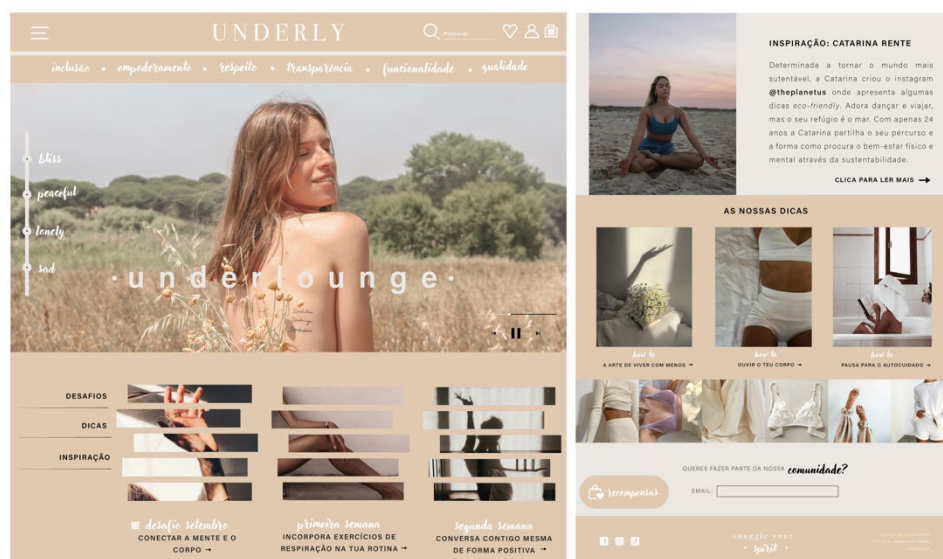 UNDERLY
Procurar
inclusão • empoderamento • respeito • transparência • funcionalidade • qualidade
bliss
peaceful
lonely
sad
·underlounge·
DESAFIOS
DICAS
INSPIRAÇÃO
desafio setembro
CONECTAR A MENTE E O
CORPO →
primeira semana
INCORPORA EXERCÍCIOS DE
RESPIRAÇÃO NA TUA ROTINA →
segunda semana
CONVERSA CONTIGO MESMA
DE FORMA POSITIVA →
INSPIRAÇÃO: CATARINA RENTE
Determinada a tornar o mundo mais
sutentável, a Catarina criou o instagram
@theplanetus onde apresenta algumas
dicas eco-friendly. Adora dançar e viajar,
mas o seu refúgio é o mar. Com apenas 24
anos a Catarina partilha o seu percurso e
a forma como procura o bem-estar físico e
mental através da sustentabilidade.
CLICA PARA LER MAIS →
AS NOSSAS DICAS
how to
A ARTE DE VIVER COM MENOS →
how to
OUVIR O TEU CORPO →
how to
PAUSA PARA O AUTOCUIDADO →
QUERES FAZER PARTE DA NOSSA comunidade?
recompensas
EMAIL:
snuggle your
• spirit •